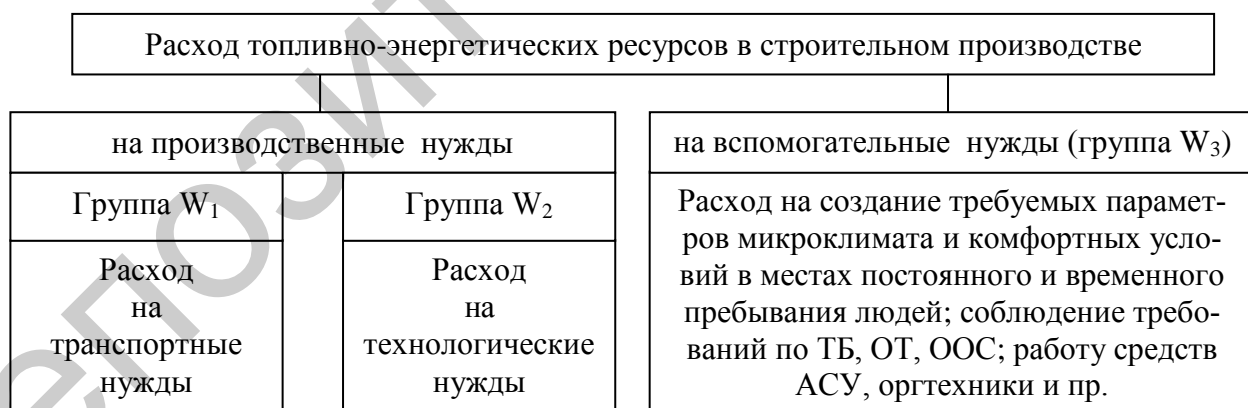 Расход топливно-энергетических ресурсов в строительном производстве
на производственные нужды
на вспомогательные нужды (группа W₃)
Группа W₁
Группа W₂
Расход
на
транспортные
нужды
Расход
на
технологические
нужды
Расход на создание требуемых парамет-
ров микроклимата и комфортных усло-
вий в местах постоянного и временного
пребывания людей; соблюдение требо-
ваний по ТБ, ОТ, ООС; работу средств
АСУ, оргтехники и пр.